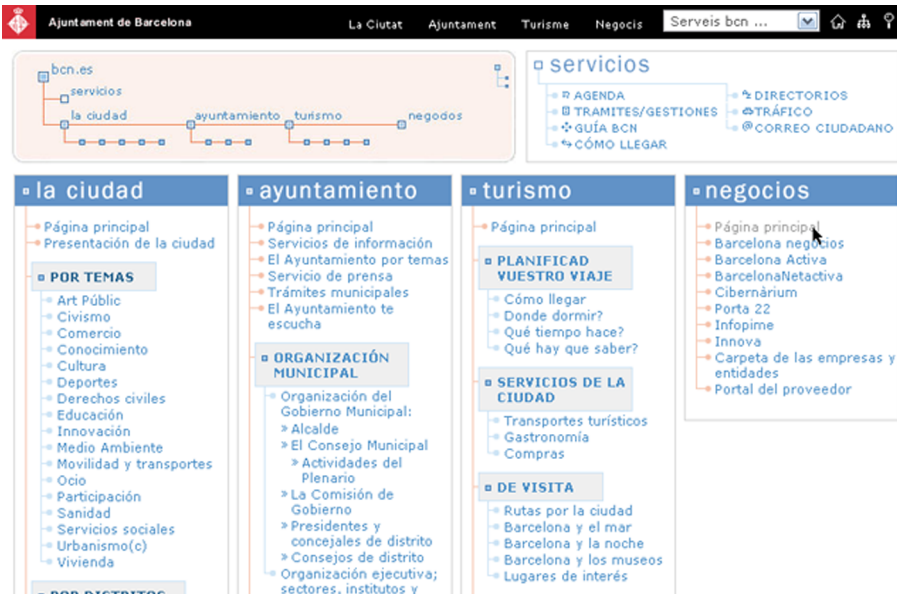 Ajuntament de Barcelona
La Ciutat Ajuntament Turisme Negocis Serveis bcn ...
bcn.es
servicios
la ciudad ayuntamiento turismo negocios
servicios
AGENDA
TRAMITES/GESTIONES
GUÍA BCN
CÓMO LLEGAR
DIRECTORIOS
TRÁFICO
@CORREO CIUDADANO
la ciudad
Página principal
Presentación de la ciudad
POR TEMAS
Art Públic
Civismo
Comercio
Conocimiento
Cultura
Deportes
Derechos civiles
Educación
Innovación
Medio Ambiente
Movilidad y transportes
Ocio
Participación
Sanidad
Servicios sociales
Urbanismo(c)
Vivienda
POR DISTRITOS
ayuntamiento
Página principal
Servicios de información
El Ayuntamiento por temas
Servicio de prensa
Trámites municipales
El Ayuntamiento te
escucha
ORGANIZACIÓN
MUNICIPAL
Organización del
Gobierno Municipal:
» Alcalde
» El Consejo Municipal
» Actividades del
Plenario
» La Comisión de
Gobierno
» Presidentes y
concejales de distrito
» Consejos de distrito
Organización ejecutiva;
sectores, institutos y
turismo
Página principal
PLANIFICAD
VUESTRO VIAJE
Cómo llegar
Donde dormir?
Qué tiempo hace?
Qué hay que saber?
SERVICIOS DE LA
CIUDAD
Transportes turísticos
Gastronomía
Compras
DE VISITA
Rutas por la ciudad
Barcelona y el mar
Barcelona y la noche
Barcelona y los museos
Lugares de interés
negocios
Página principal
Barcelona negocios
Barcelona Activa
BarcelonaNetactiva
Cibernàrium
Porta 22
Infopime
Innova
Carpeta de las empresas y
entidades
Portal del proveedor